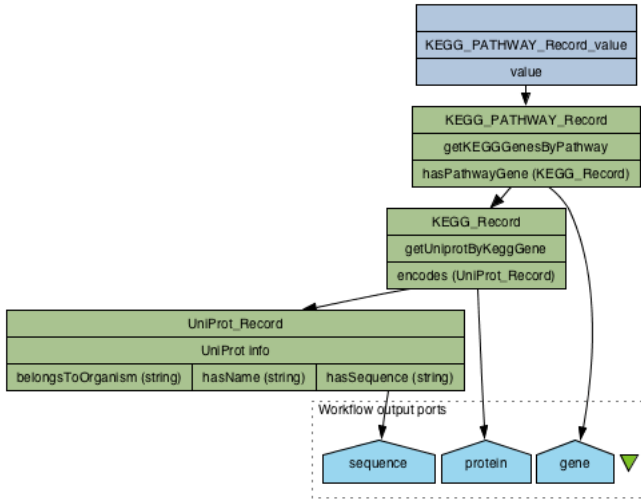 KEGG_PATHWAY_Record_value
value
KEGG_PATHWAY_Record
getKEGGGenesByPathway
hasPathwayGene (KEGG_Record)
KEGG_Record
getUniprotByKeggGene
encodes (UniProt_Record)
UniProt_Record
UniProt info
belongsToOrganism (string) hasName (string) hasSequence (string)
Workflow output ports
sequence protein gene